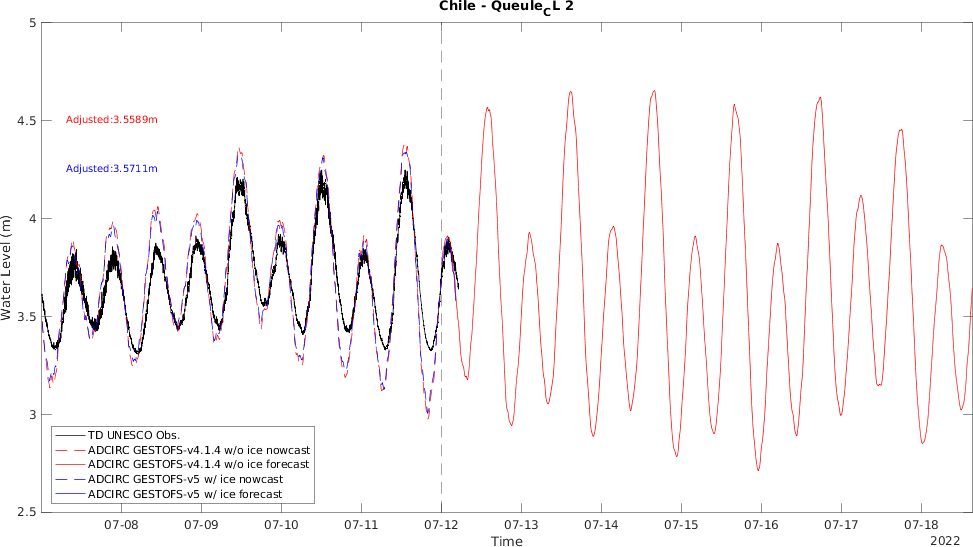 Chile - Queule_C L 2
Water Level (m)
5
4.5
4
3.5
3
2.5
Adjusted:3.5589m
Adjusted:3.5711m
TD UNESCO Obs.
ADCIRC GESTOFS-v4.1.4 w/o ice nowcast
ADCIRC GESTOFS-v4.1.4 w/o ice forecast
ADCIRC GESTOFS-v5 w/ ice nowcast
ADCIRC GESTOFS-v5 w/ ice forecast
07-08 07-09 07-10 07-11 07-12 07-13 07-14 07-15 07-16 07-17 07-18
Time
2022